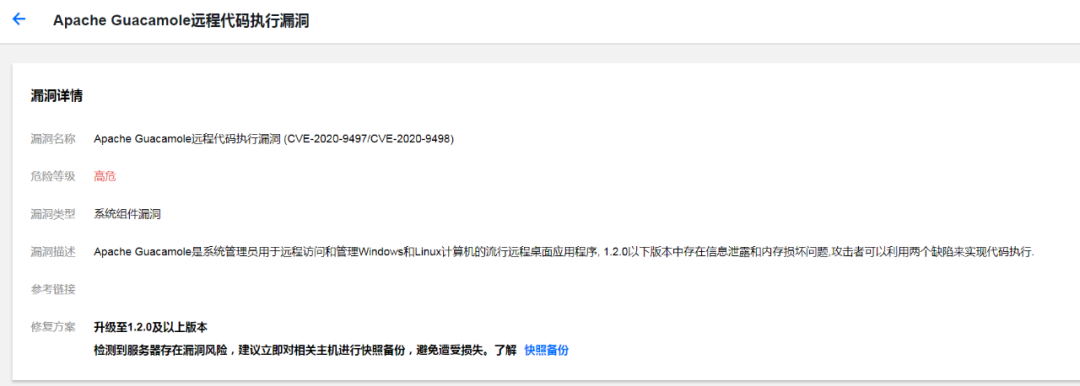 Apache Guacamole远程代码执行漏洞
漏洞详情
漏洞名称 Apache Guacamole远程代码执行漏洞 (CVE-2020-9497/CVE-2020-9498)
危险等级 高危
漏洞类型 系统组件漏洞
漏洞描述 Apache Guacamole是系统管理员用于远程访问和管理Windows和Linux计算机的流行远程桌面应用程序, 1.2.0以下版本中存在信息泄露和内存损坏问题,攻击者可以利用两个缺陷来实现代码执行.
参考链接
修复方案 升级至1.2.0及以上版本
检测到服务器存在漏洞风险，建议立即对相关主机进行快照备份，避免遭受损失。了解 快照备份